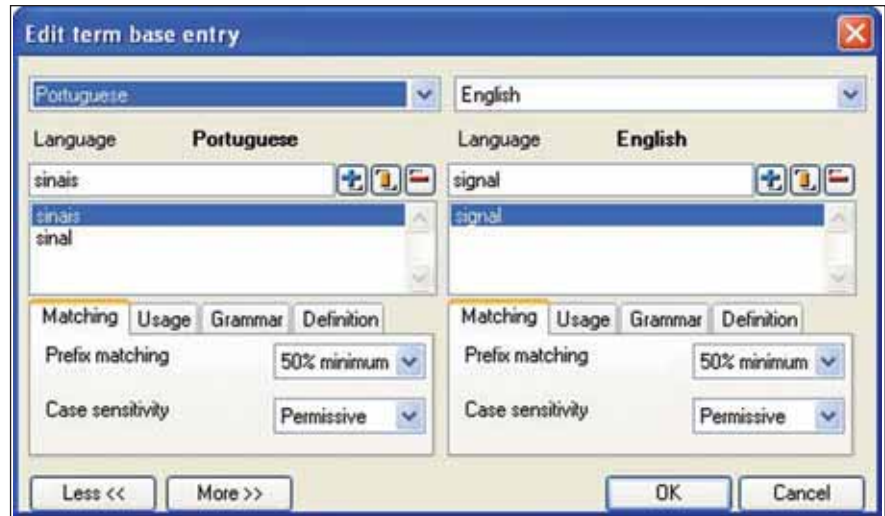 Edit term base entry
Portuguese English
Language Portuguese Language English
sinais signal
sinais signal
sinal
Matching Usage Grammar Definition Matching Usage Grammar Definition
Prefix matching 50% minimum Prefix matching 50% minimum
Case sensitivity Permissive Case sensitivity Permissive
Less << More >> OK Cancel